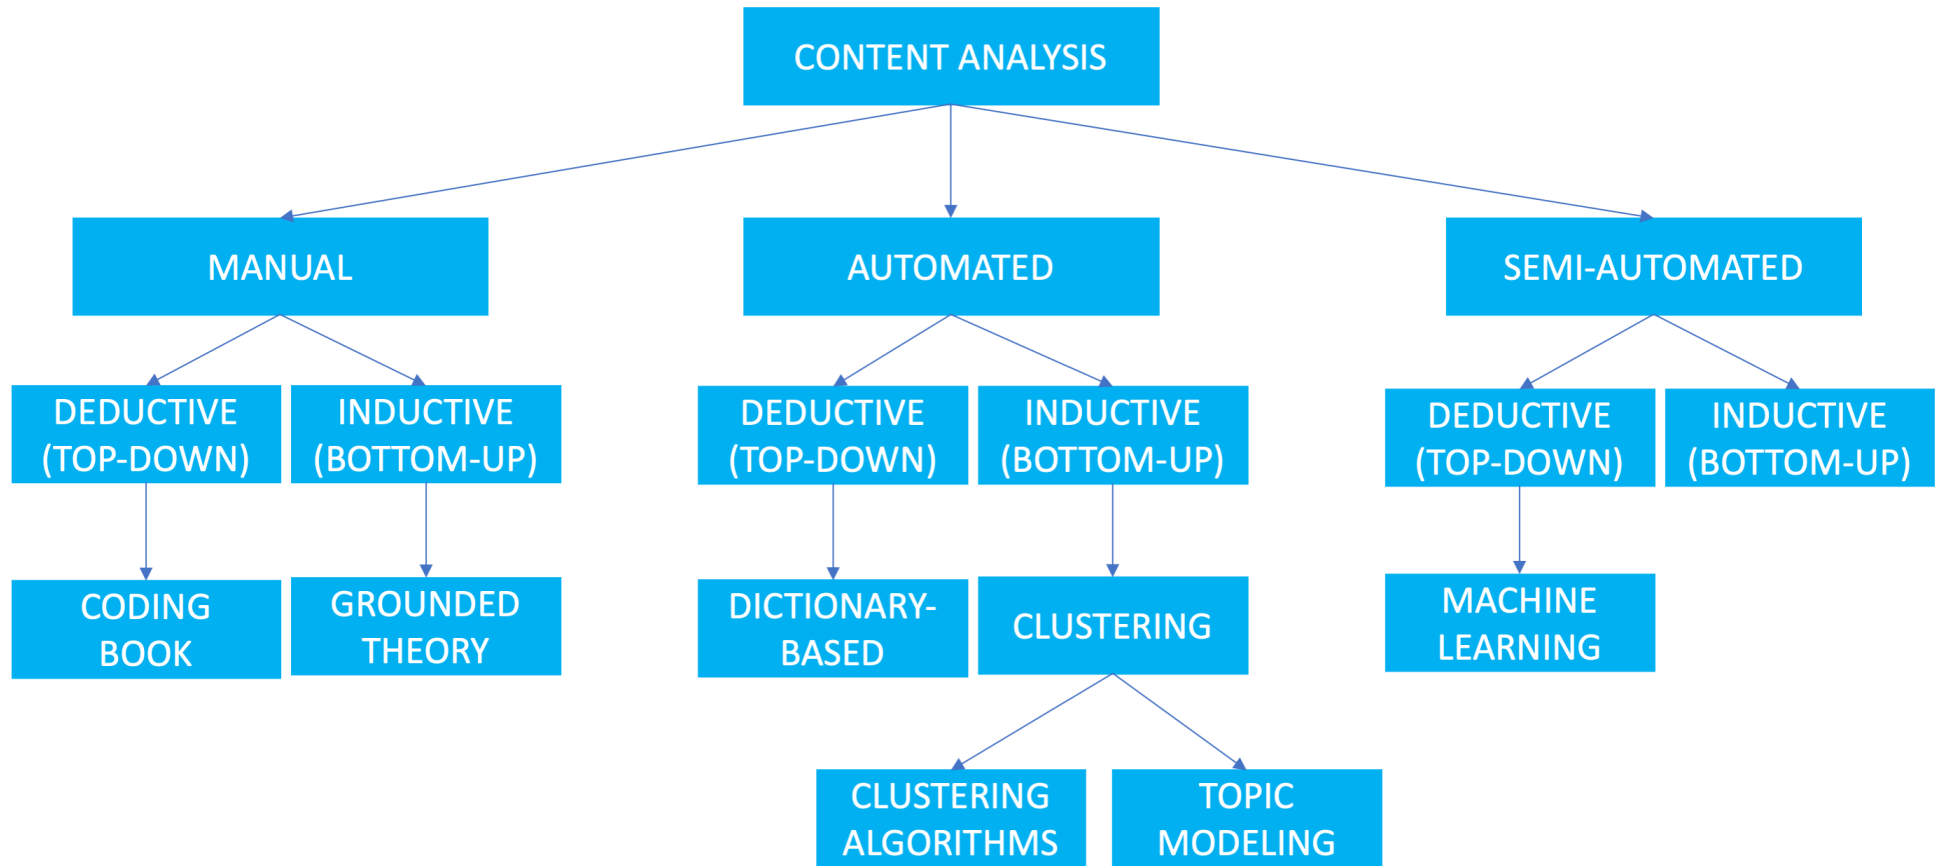 CONTENT ANALYSIS
MANUAL
AUTOMATED
SEMI-AUTOMATED
DEDUCTIVE
(TOP-DOWN)
INDUCTIVE
(BOTTOM-UP)
DEDUCTIVE
(TOP-DOWN)
INDUCTIVE
(BOTTOM-UP)
DEDUCTIVE
(TOP-DOWN)
INDUCTIVE
(BOTTOM-UP)
CODING
BOOK
GROUNDED
THEORY
DICTIONARY-
BASED
CLUSTERING
MACHINE
LEARNING
CLUSTERING
ALGORITHMS
TOPIC
MODELING